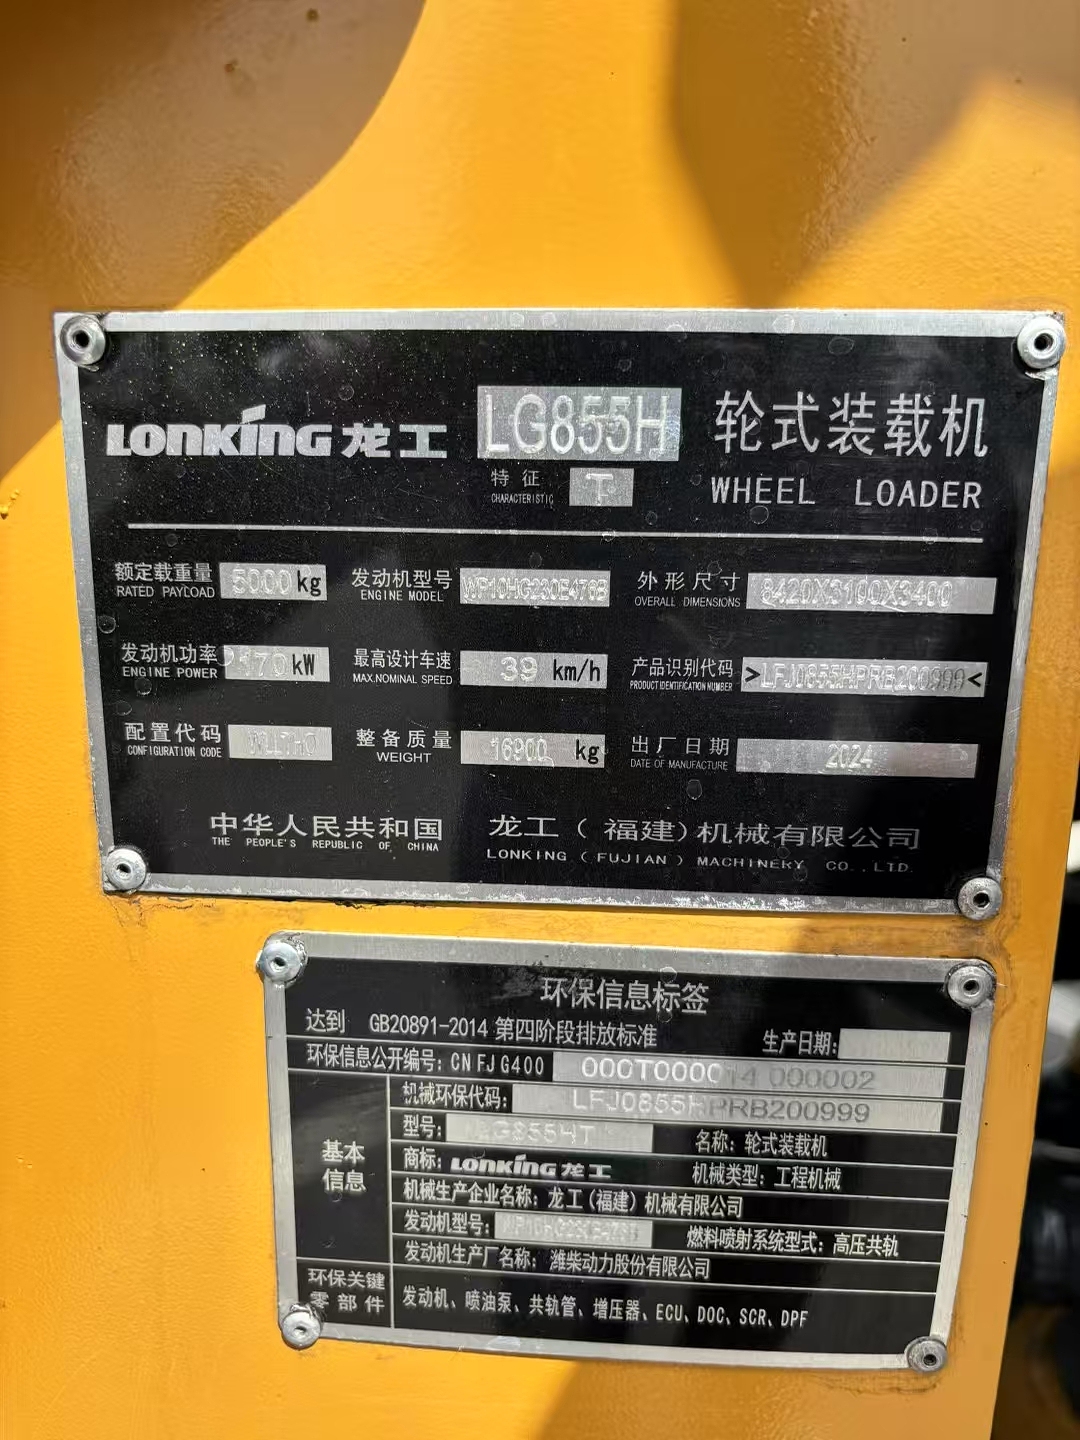 LONKING 龙工 LG855H 轮式装载机
特征 T WHEEL LOADER
CHARACTERISTIC
额定载重量 5000 kg 发动机型号 WP10HG230E476B 外形尺寸 8420X3100X3400
RATED PAYLOAD ENGINE MODEL OVERALL DIMENSIONS
发动机功率 170 kW 最高设计车速 39 km/h 产品识别代码 >LFJ0855HPRB200999<
ENGINE POWER MAX.NOMINAL SPEED PRODUCT IDENTIFICATION NUMBER
配置代码 整备质量 16900 kg 出厂日期 2024
CONFIGURATION CODE WEIGHT DATE OF MANUFACTURE
中华人民共和国 龙工（福建）机械有限公司
THE PEOPLE'S REPUBLIC OF CHINA LONKING (FUJIAN) MACHINERY CO.,LTD.
环保信息标签
达到 GB20891-2014 第四阶段排放标准 生产日期:
环保信息公开编号: CN FJ G400 000T000014 000002
机械环保代码: LFJ0855HPRB200999
基本信息
型号: LG855HT 名称: 轮式装载机
商标: LONKING 龙工 机械类型: 工程机械
机械生产企业名称: 龙工（福建）机械有限公司
发动机型号: 燃料喷射系统型式: 高压共轨
发动机生产厂名称: 潍柴动力股份有限公司
环保关键零部件 发动机、喷油泵、共轨管、增压器、ECU、DOC、SCR、DPF